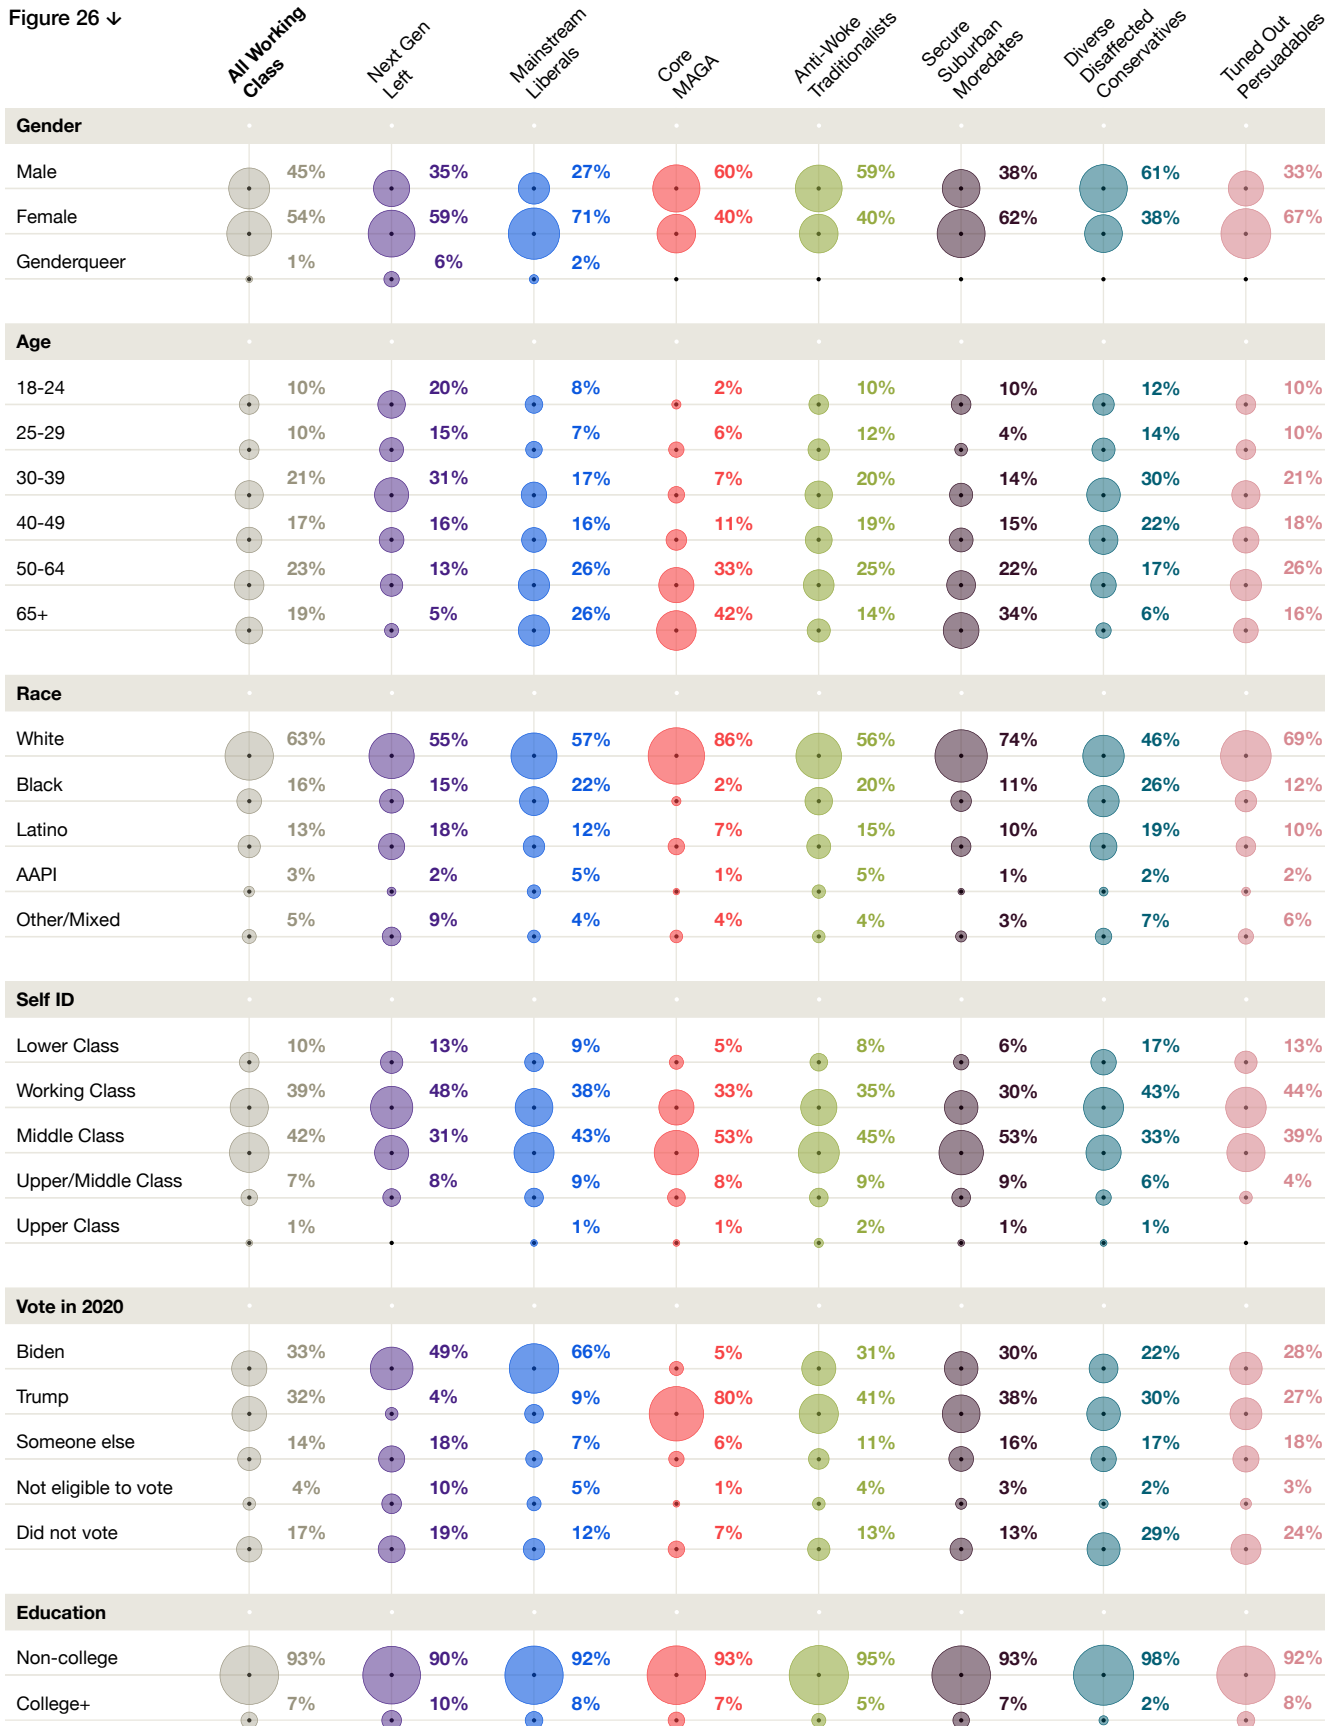 Figure 26 ↓
All Working
Class
Next Gen
Left
Mainstream
Liberals
Core
MAGA
Anti-Woke
Traditionalists
Secure
Suburban
Moredates
Diverse
Disaffected
Conservatives
Tuned Out
Persuadables
Gender
Male 45% 35% 27% 60% 59% 38% 61% 33%
Female 54% 59% 71% 40% 40% 62% 38% 67%
Genderqueer 1% 6% 2%
Age
18-24 10% 20% 8% 2% 10% 10% 12% 10%
25-29 10% 15% 7% 6% 12% 4% 14% 10%
30-39 21% 31% 17% 7% 20% 14% 30% 21%
40-49 17% 16% 16% 11% 19% 15% 22% 18%
50-64 23% 13% 26% 33% 25% 22% 17% 26%
65+ 19% 5% 26% 42% 14% 34% 6% 16%
Race
White 63% 55% 57% 86% 56% 74% 46% 69%
Black 16% 15% 22% 2% 20% 11% 26% 12%
Latino 13% 18% 12% 7% 15% 10% 19% 10%
AAPI 3% 2% 5% 1% 5% 1% 2% 2%
Other/Mixed 5% 9% 4% 4% 4% 3% 7% 6%
Self ID
Lower Class 10% 13% 9% 5% 8% 6% 17% 13%
Working Class 39% 48% 38% 33% 35% 30% 43% 44%
Middle Class 42% 31% 43% 53% 45% 53% 33% 39%
Upper/Middle Class 7% 8% 9% 8% 9% 9% 6% 4%
Upper Class 1% 1% 1% 2% 1% 1%
Vote in 2020
Biden 33% 49% 66% 5% 31% 30% 22% 28%
Trump 32% 4% 9% 80% 41% 38% 30% 27%
Someone else 14% 18% 7% 6% 11% 16% 17% 18%
Not eligible to vote 4% 10% 5% 1% 4% 3% 2% 3%
Did not vote 17% 19% 12% 7% 13% 13% 29% 24%
Education
Non-college 93% 90% 92% 93% 95% 93% 98% 92%
College+ 7% 10% 8% 7% 5% 7% 2% 8%